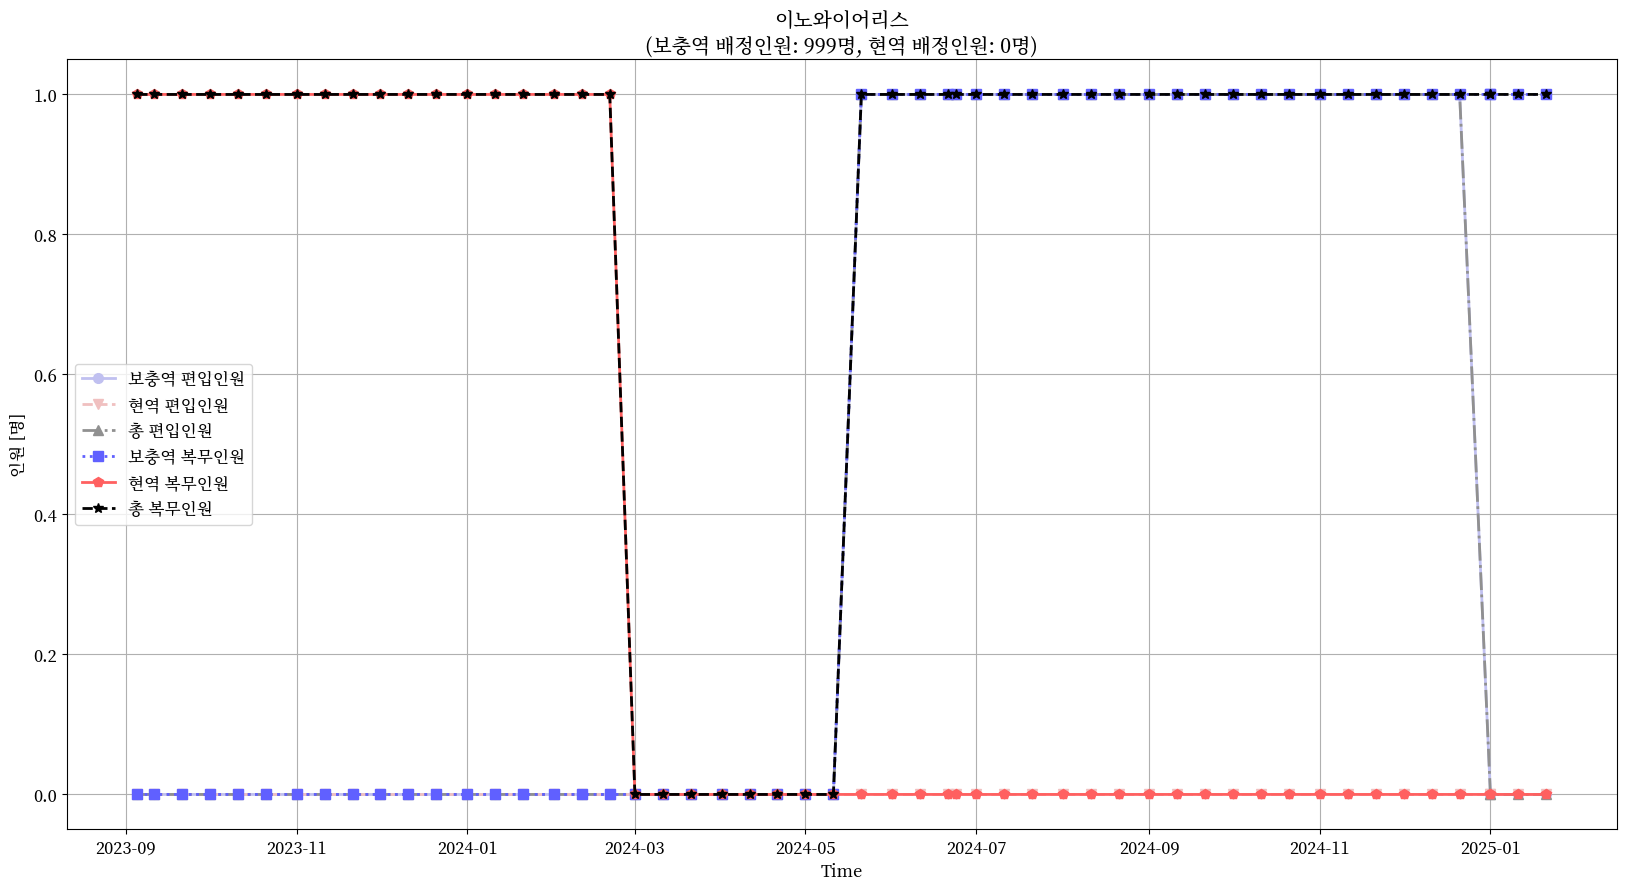 이노와이어리스
(보충역 배정인원: 999명, 현역 배정인원: 0명)
1.0
0.8
0.6
0.4
0.2
0.0
인원 [명]
보충역 편입인원
현역 편입인원
총 편입인원
보충역 복무인원
현역 복무인원
총 복무인원
2023-09
2023-11
2024-01
2024-03
2024-05
2024-07
2024-09
2024-11
2025-01
Time